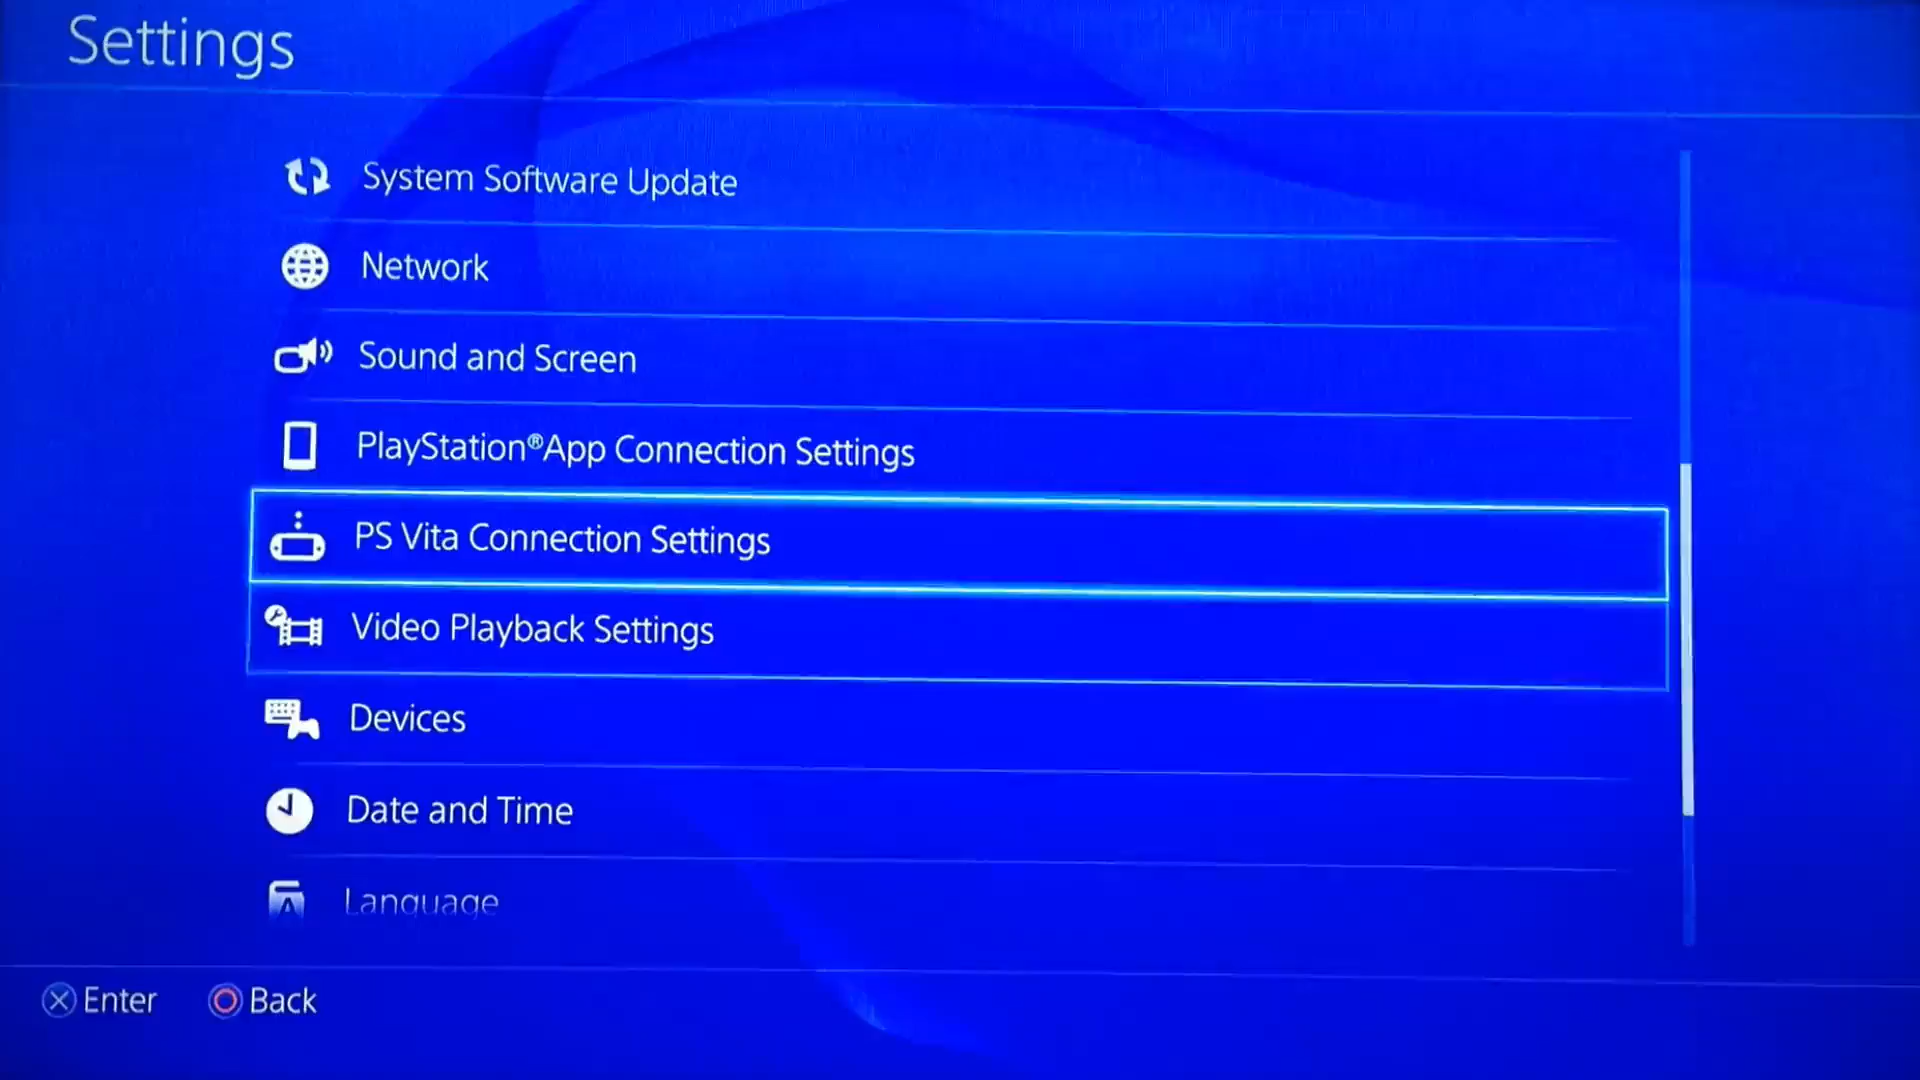 Settings
System Software Update
Network
Sound and Screen
PlayStation®App Connection Settings
PS Vita Connection Settings
Video Playback Settings
Devices
Date and Time
Language
Enter Back